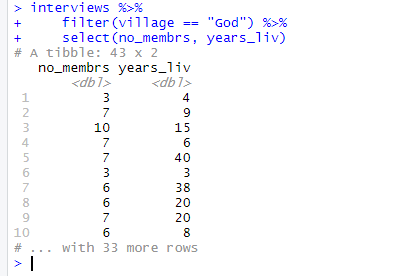 > interviews %>%
+     filter(village == "God") %>%
+     select(no_membrs, years_liv)
# A tibble: 43 x 2
   no_membrs years_liv
       <dbl>     <dbl>
 1         3         4
 2         7         9
 3        10        15
 4         7         6
 5         7        40
 6         3         3
 7         6        38
 8         6        20
 9         7        20
10         6         8
# ... with 33 more rows
>